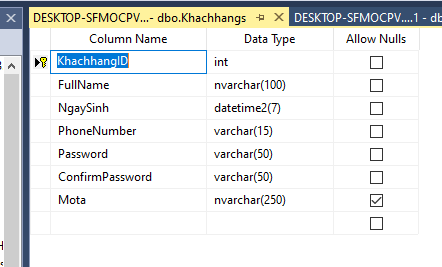 DESKTOP-SFMOCPV...- dbo.Khachhangs
DESKTOP-SFMOCPV....1 - db
Column Name Data Type Allow Nulls
KhachhangID int
FullName nvarchar(100)
NgaySinh datetime2(7)
PhoneNumber varchar(15)
Password varchar(50)
ConfirmPassword varchar(50)
Mota nvarchar(250)